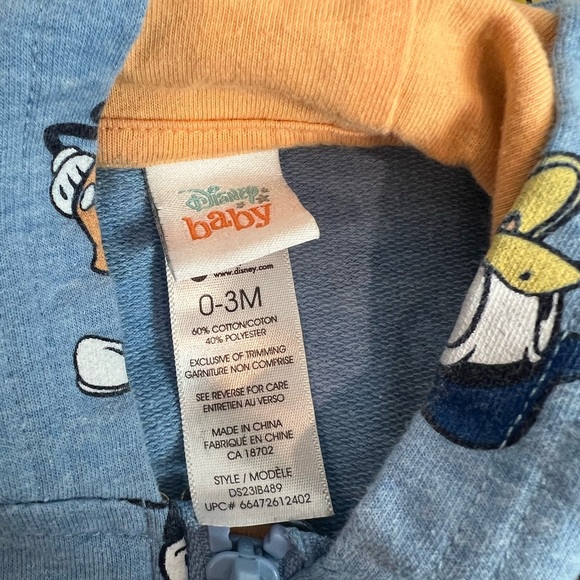 Disney
baby
www.disney.com
0-3M
60% COTTON/COTON
40% POLYESTER
EXCLUSIVE OF TRIMMING
GARNITURE NON COMPRISE
SEE REVERSE FOR CARE
ENTRETIEN AU VERSO
MADE IN CHINA
FABRIQUÉ EN CHINE
CA 18702
STYLE / MODÈLE
DS23IB489
UPC# 66472612402